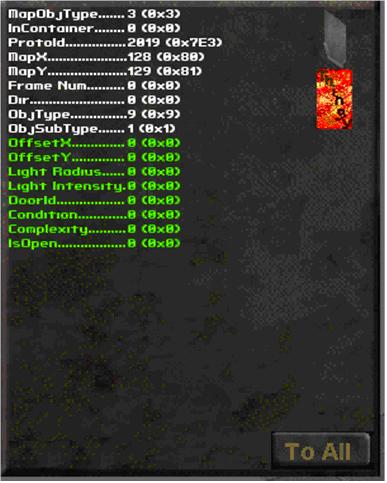 MapObjType...... 3 (0x3)
InContainer...... 0 (0x0)
ProtoId................2019 (0x7E3)
MapX....................128 (0x80)
MapY....................129 (0x81)
Frame Num........0 (0x0)
Dir.........................0 (0x0)
ObjType..............9 (0x9)
ObjSubType.......1 (0x1)
OffsetX..............0 (0x0)
OffsetY..............0 (0x0)
Light Radius......0 (0x0)
Light Intensity.0 (0x0)
DoorId.................0 (0x0)
Condition............0 (0x0)
Complexity.........0 (0x0)
IsOpen.................0 (0x0)
To All